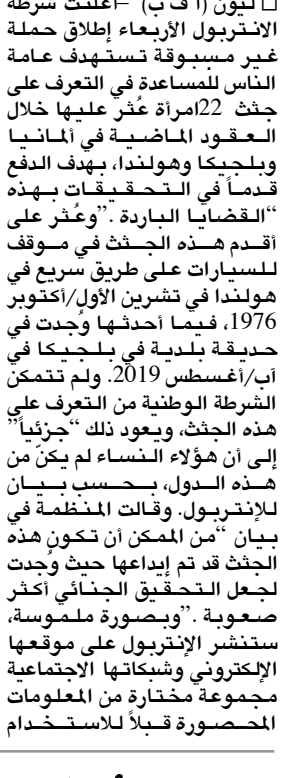 □ ليون (أ ف ب) –أعلنت شرطة
الانتربول الأربعاء إطلاق حملة
غير مسبوقة تستهدف عامة
الناس للمساعدة في التعرف على
جثث 22امرأة عُثر عليها خلال
العقود الماضية في ألمانيا
وبلجيكا وهولندا، بهدف الدفع
قدماً في التحقيقات بهذه
“القضايا الباردة .”وعُثر على
أقدم هذه الجثث في موقف
للسيارات على طريق سريع في
هولندا في تشرين الأول/أكتوبر
1976، فيما أحدثها وُجدت في
حديقة بلدية في بلجيكا في
آب/أغسطس 2019. ولم تتمكن
الشرطة الوطنية من التعرف على
هذه الجثث، ويعود ذلك “جزئياً”
إلى أن هؤلاء النساء لم يكنّ من
هذه الدول، بحسب بيان
للإنتربول. وقالت المنظمة في
بيان “من الممكن أن تكون هذه
الجثث قد تم إيداعها حيث وُجدت
لجعل التحقيق الجنائي أكثر
صعوبة .”وبصورة ملموسة،
ستنشر الإنتربول على موقعها
الإلكتروني وشبكاتها الاجتماعية
مجموعة مختارة من المعلومات
المحصورة قبلاً للاستخدام